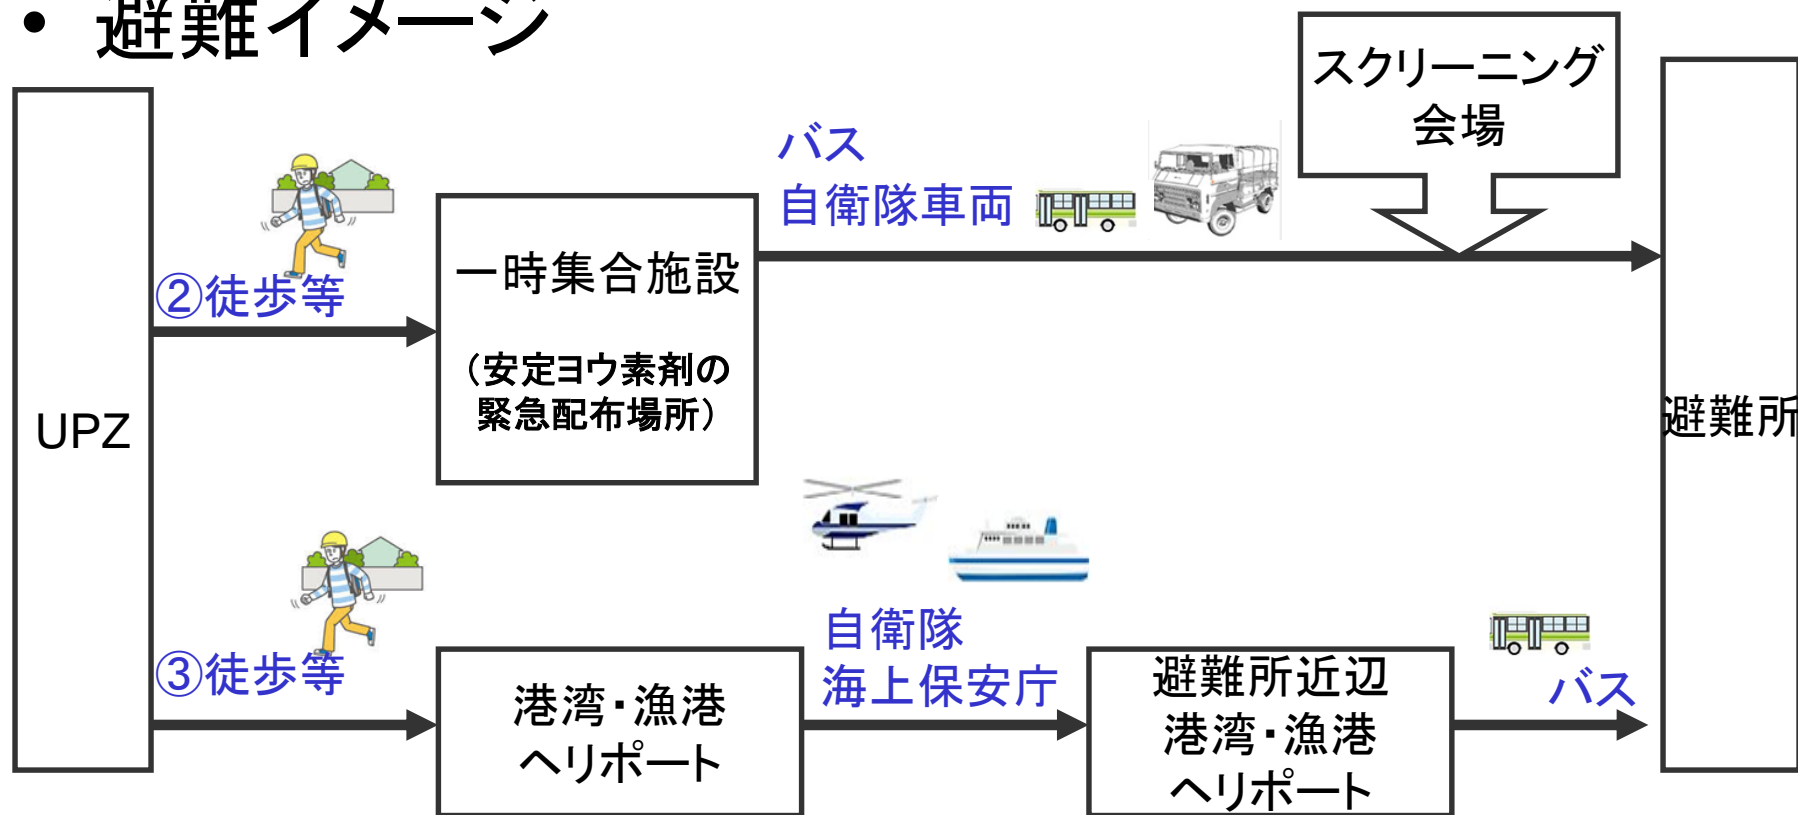 • 避難イメージ
スクリーニング
会場
バス
自衛隊車両
②徒歩等
一時集合施設
（安定ヨウ素剤の
緊急配布場所）
UPZ
避難所
③徒歩等
自衛隊
海上保安庁
港湾・漁港
ヘリポート
避難所近辺
港湾・漁港
ヘリポート
バス